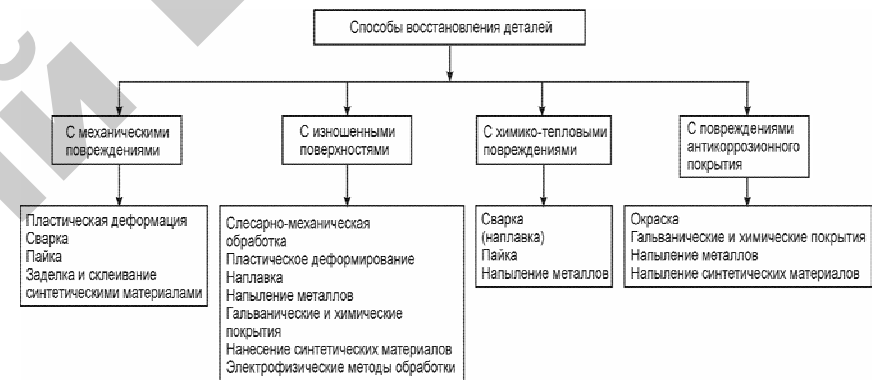 Способы восстановления деталей
С механическими
повреждениями
С изношенными
поверхностями
С химико-тепловыми
повреждениями
С повреждениями
антикоррозионного
покрытия
Пластическая деформация
Сварка
Пайка
Заделка и склеивание
синтетическими материалами
Слесарно-механическая
обработка
Пластическое деформирование
Наплавка
Напыление металлов
Гальванические и химические
покрытия
Нанесение синтетических материалов
Электрофизические методы обработки
Сварка
(наплавка)
Пайка
Напыление металлов
Окраска
Гальванические и химические покрытия
Напыление металлов
Напыление синтетических материалов